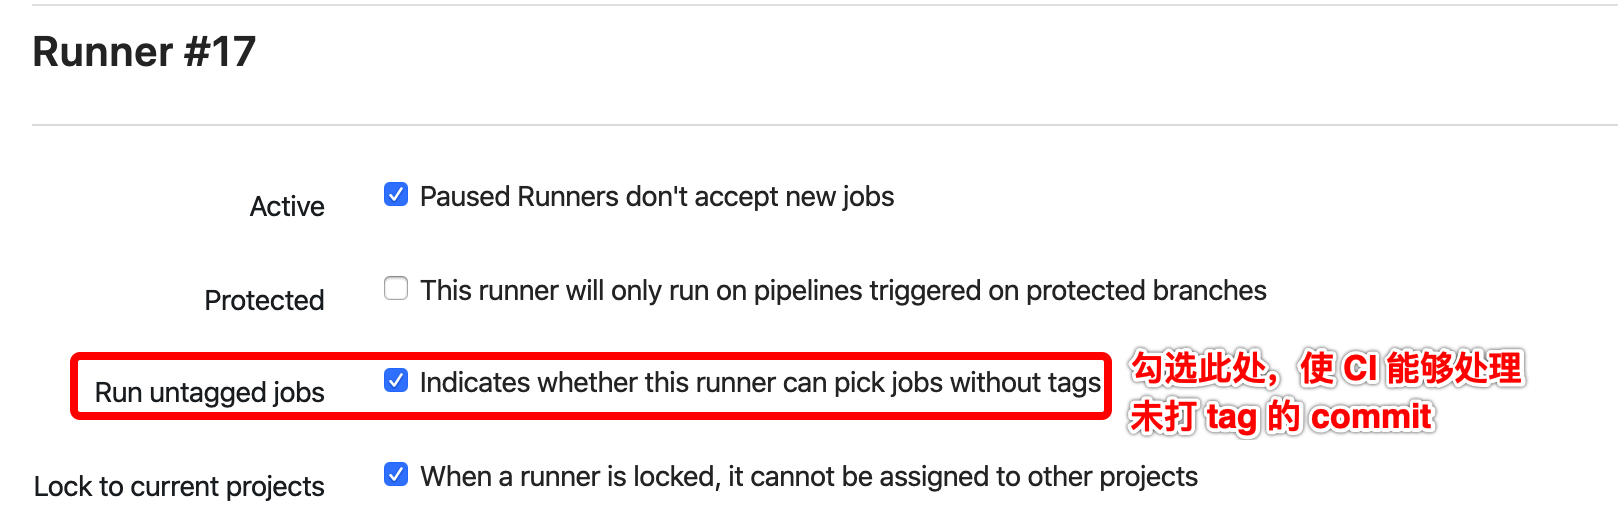 Runner #17
Active
Paused Runners don't accept new jobs
Protected
This runner will only run on pipelines triggered on protected branches
Run untagged jobs
Indicates whether this runner can pick jobs without tags
勾选此处，使 CI 能够处理
未打 tag 的 commit
Lock to current projects
When a runner is locked, it cannot be assigned to other projects